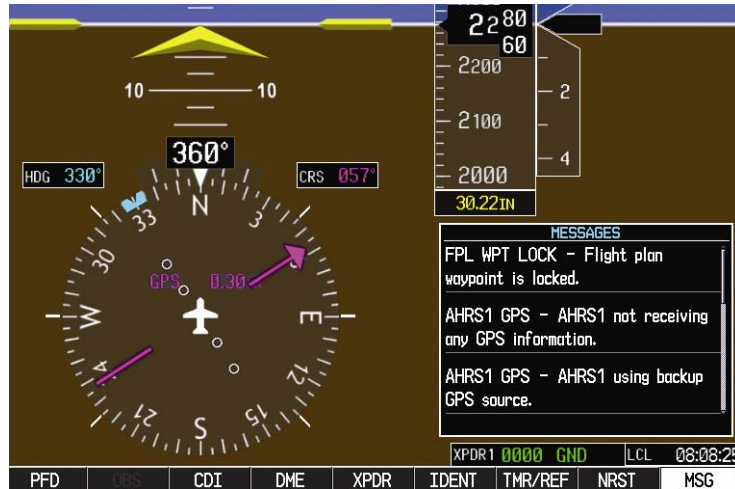 2280
60
2200
10 10
2
2100
360°
4
HDG 330°
CRS 057°
2000
30.22IN
MESSAGES
FPL WPT LOCK - Flight plan
waypoint is locked.
AHRS1 GPS - AHRS1 not receiving
any GPS information.
AHRS1 GPS - AHRS1 using backup
GPS source.
N
3
33
30
GPS 0.30
W
E
12
15
S
21
XPDR1 0000 GND
LCL 08:08:25
PFD OBS CDI DME XPDR IDENT TMR/REF NRST MSG